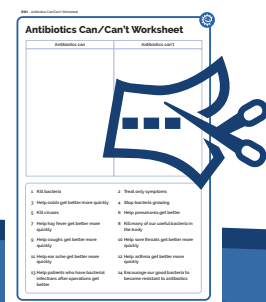 SW1 - Antibiotics Can/Can't Worksheet
Antibiotics Can/Can't Worksheet
Antibiotics can
Antibiotics can't
1 Kill bacteria
2 Treat only symptoms
3 Help colds get better more quickly
4 Stop bacteria growing
5 Kill viruses
6 Help pneumonia get better
7 Help hay fever get better more
quickly
8 Kill many of our useful bacteria in
the body
9 Help coughs get better more
quickly
10 Help sore throats get better more
quickly
11 Help ear ache get better more
quickly
12 Help asthma get better more
quickly
13 Help patients who have bacterial
infections after operations get
better
14 Encourage our good bacteria to
become resistant to antibiotics